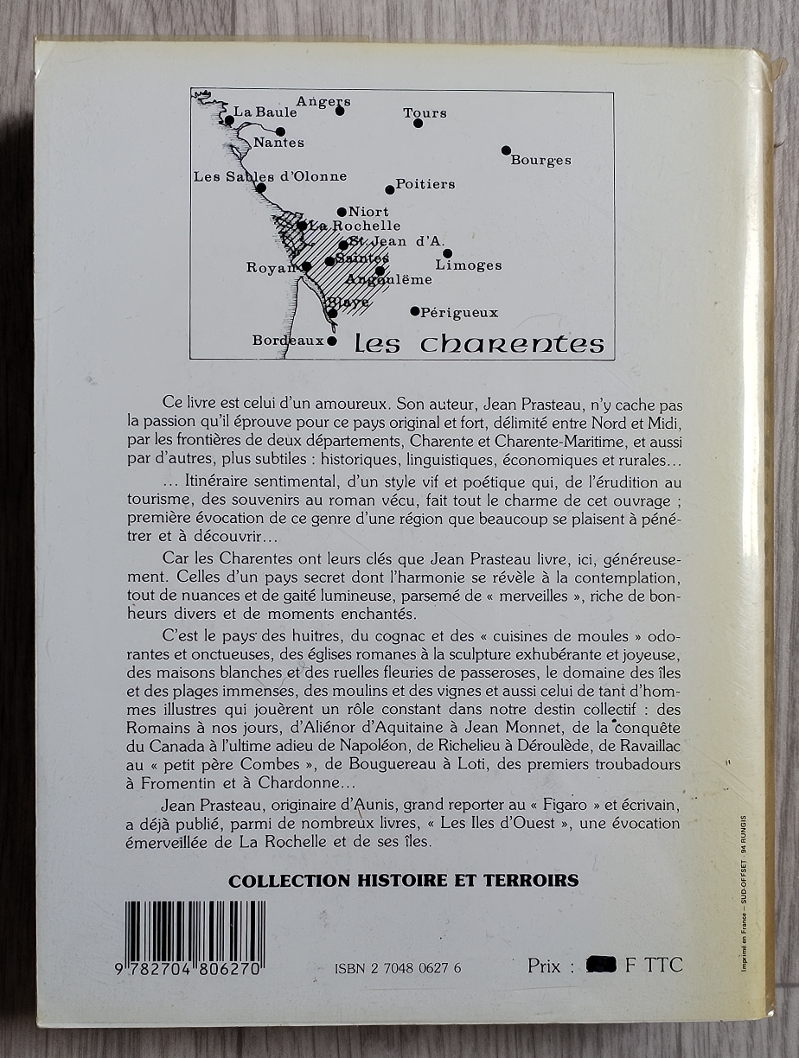 Angers
La Baule
Tours
Nantes
Bourges
Les Sables d'Olonne
Poitiers
Niort
La Rochelle
St.Jean d'A.
Saintes
Royan
Limoges
Angoulême
Blaye
Périgueux
Bordeaux
Les charentes
Ce livre est celui d'un amoureux. Son auteur, Jean Prasteau, n'y cache pas
la passion qu'il éprouve pour ce pays original et fort, délimité entre Nord et Midi,
par les frontières de deux départements, Charente et Charente-Maritime, et aussi
par d'autres, plus subtiles : historiques, linguistiques, économiques et rurales...
... Itinéraire sentimental, d'un style vif et poétique qui, de l'érudition au
tourisme, des souvenirs au roman vécu, fait tout le charme de cet ouvrage ;
première évocation de ce genre d'une région que beaucoup se plaisent à péné-
trer et à découvrir...
Car les Charentes ont leurs clés que Jean Prasteau livre, ici, généreuse-
ment. Celles d'un pays secret dont l'harmonie se révèle à la contemplation,
tout de nuances et de gaité lumineuse, parsemé de « merveilles », riche de bon-
heurs divers et de moments enchantés.
C'est le pays des huitres, du cognac et des « cuisines de moules » odo-
rantes et onctueuses, des églises romanes à la sculpture exhubérante et joyeuse,
des maisons blanches et des ruelles fleuries de passeroses, le domaine des îles
et des plages immenses, des moulins et des vignes et aussi celui de tant d'hom-
mes illustres qui jouèrent un rôle constant dans notre destin collectif : des
Romains à nos jours, d'Aliénor d'Aquitaine à Jean Monnet, de la conquête
du Canada à l'ultime adieu de Napoléon, de Richelieu à Déroulède, de Ravaillac
au « petit père Combes », de Bouguereau à Loti, des premiers troubadours
à Fromentin et à Chardonne...
Jean Prasteau, originaire d'Aunis, grand reporter au « Figaro » et écrivain,
a déjà publié, parmi de nombreux livres, « Les Iles d'Ouest », une évocation
émerveillée de La Rochelle et de ses îles.
COLLECTION HISTOIRE ET TERROIRS
9 782704 806270
ISBN 2 7048 0627 6
Prix : F TTC
Imprimé en France – SUD-OFFSET - 94 RUNGIS